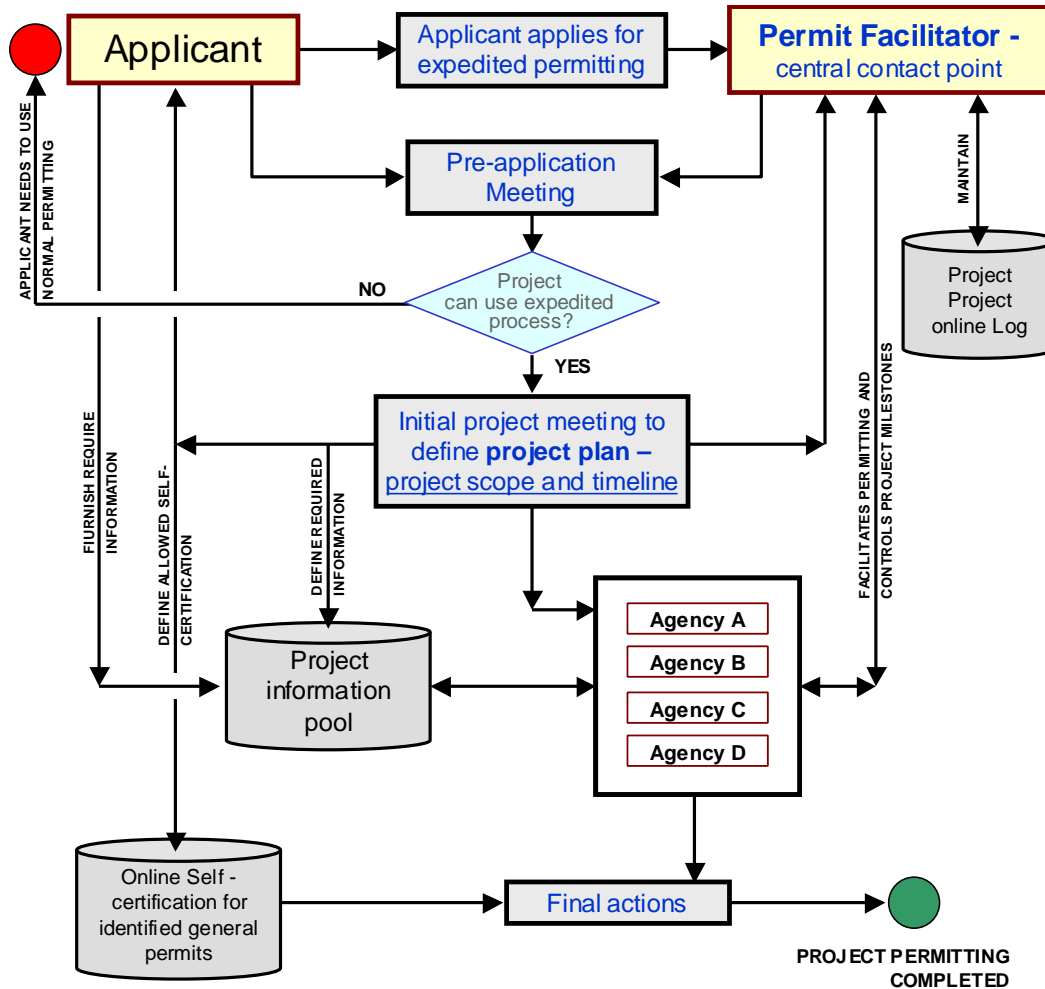 Applicant
Applicant applies for
expedited permitting
Permit Facilitator -
central contact point
APPLICANT NEEDS TO USE
NORMAL PERMITTING
Pre-application
Meeting
MANTAIN
Project
can use expedited
process?
NO
YES
Project
Project
online Log
Initial project meeting to
define project plan –
project scope and timeline
FIURNISH REQUIRE
INFORMATION
DEFINE ALLOWED SELF-
CERTIFICATION
DEFINE REQUIRED
INFORMATION
FACILITATES PERMITTING AND
CONTROLS PROJECT MILESTONES
Agency A
Agency B
Agency C
Agency D
Project
information
pool
Online Self -
certification for
identified general
permits
Final actions
PROJECT PERMITTING
COMPLETED